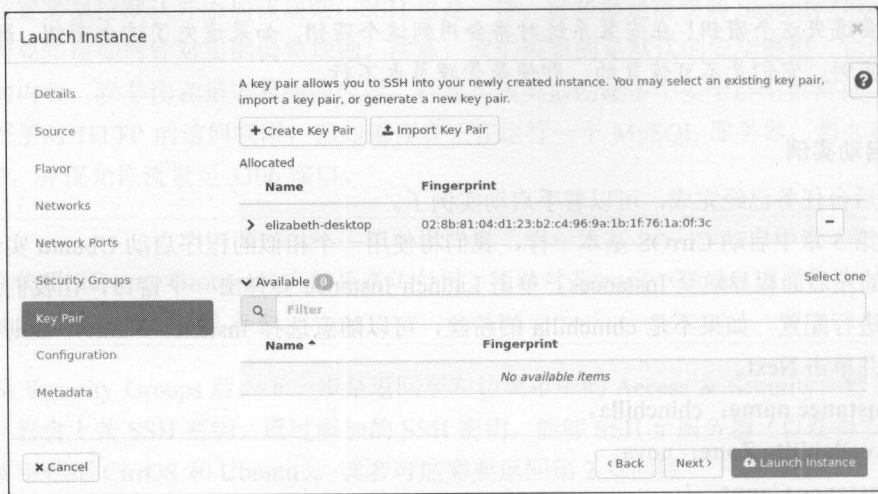 Launch Instance
×
Details
Source
Flavor
Networks
Network Ports
Security Groups
Key Pair
Configuration
Metadata
A key pair allows you to SSH into your newly created instance. You may select an existing key pair,
import a key pair, or generate a new key pair.
?
+ Create Key Pair
Import Key Pair
Allocated
Name Fingerprint
elizabeth-desktop 02:8b:81:04:d1:23:b2:c4:96:9a:1b:1f:76:1a:0f:3c
Available 0
Select one
Filter
Name Fingerprint
No available items
× Cancel
< Back
Next >
Launch Instance